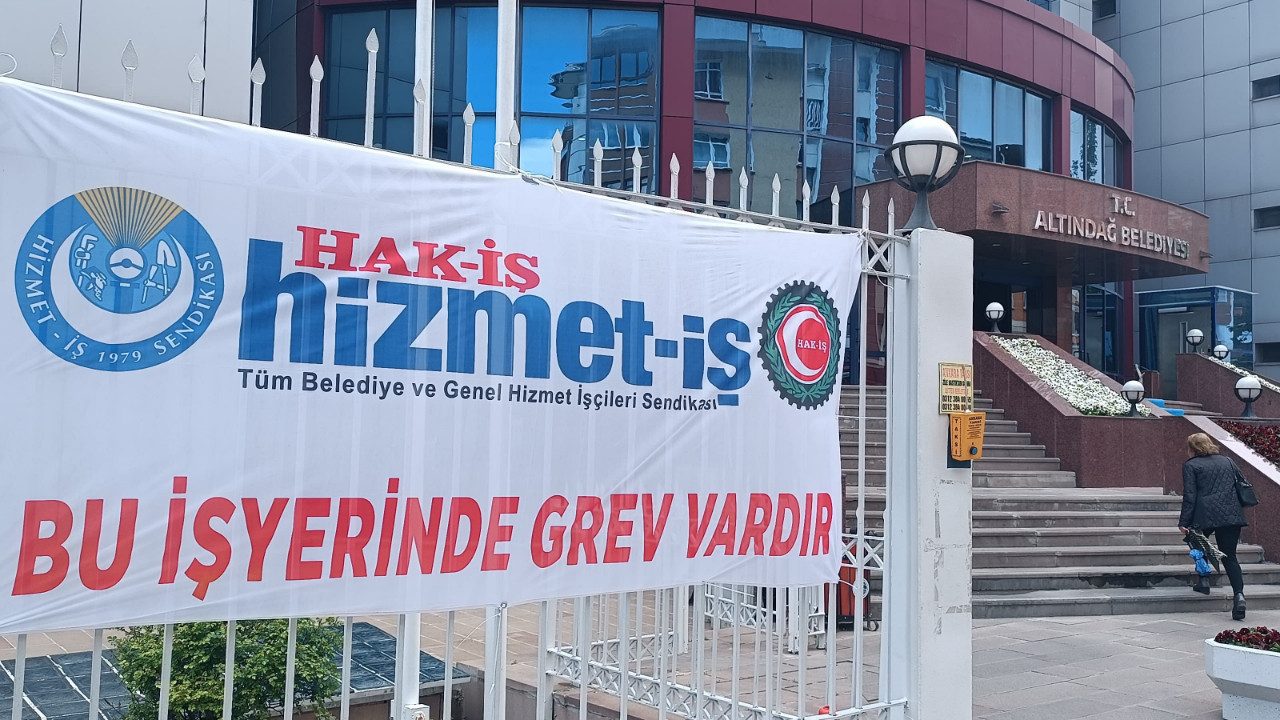 HİZMET - İŞ 1979 SENDİKASI
HAK-İŞ
hizmet-iş
Tüm Belediye ve Genel Hizmet İşçileri Sendikası
HAK-İŞ
BU İŞYERİNDE GREV VARDIR
T.C.
ALTINDAĞ BELEDİYESİ
TAKSİ